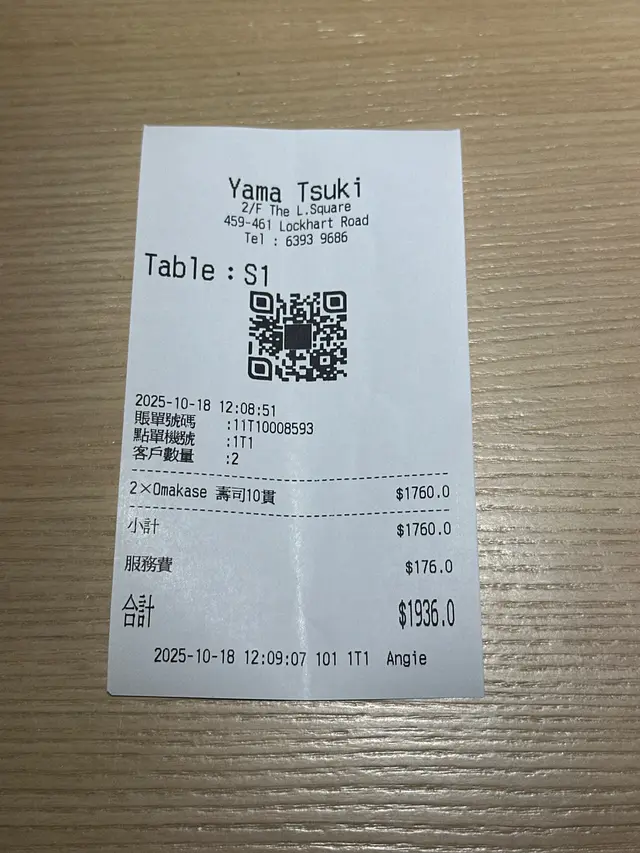 Yama Tsuki
2/F The L.Square
459-461 Lockhart Road
Tel : 6393 9686
Table : S1
2025-10-18 12:08:51
賬單號碼 :11T10008593
點單機號 :1T1
客戶數量 :2
2×Omakase 壽司10貫 $1760.0
小計 $1760.0
服務費 $176.0
合計 $1936.0
2025-10-18 12:09:07 101 1T1 Angie